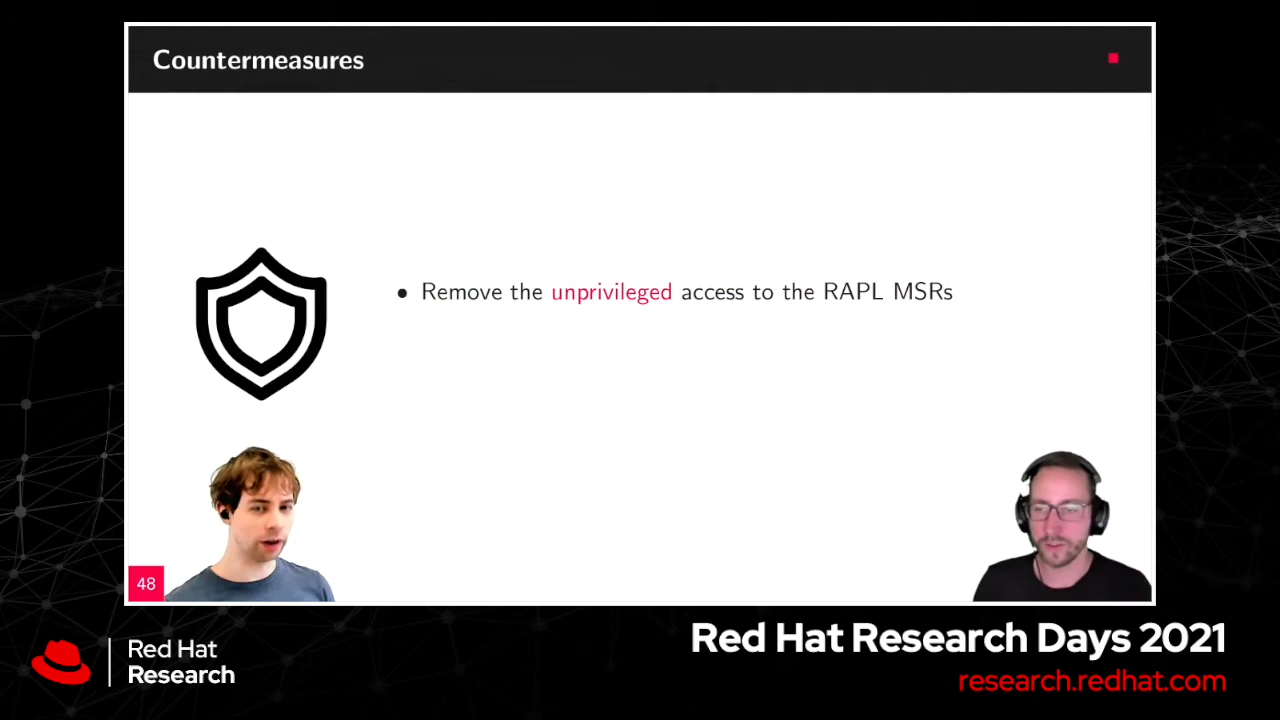 Countermeasures
• Remove the unprivileged access to the RAPL MSRs
48
Red Hat
Research
Red Hat Research Days 2021
research.redhat.com